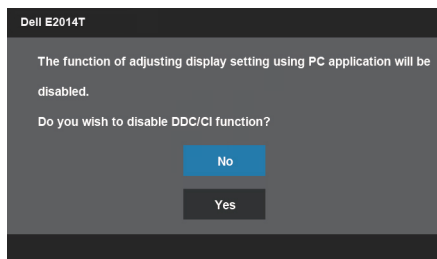 Dell E2014T
The function of adjusting display setting using PC application will be
disabled.
Do you wish to disable DDC/CI function?
No
Yes